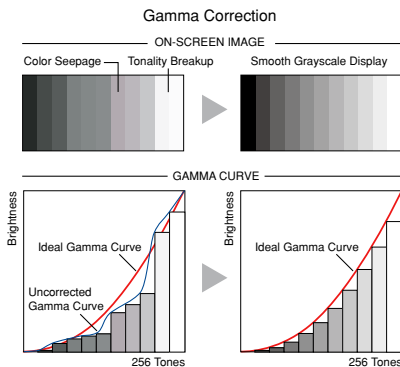 Gamma Correction
ON-SCREEN IMAGE
Color Seepage
Tonality Breakup
Smooth Grayscale Display
GAMMA CURVE
Brightness
Ideal Gamma Curve
Uncorrected
Gamma Curve
256 Tones
Brightness
Ideal Gamma Curve
256 Tones